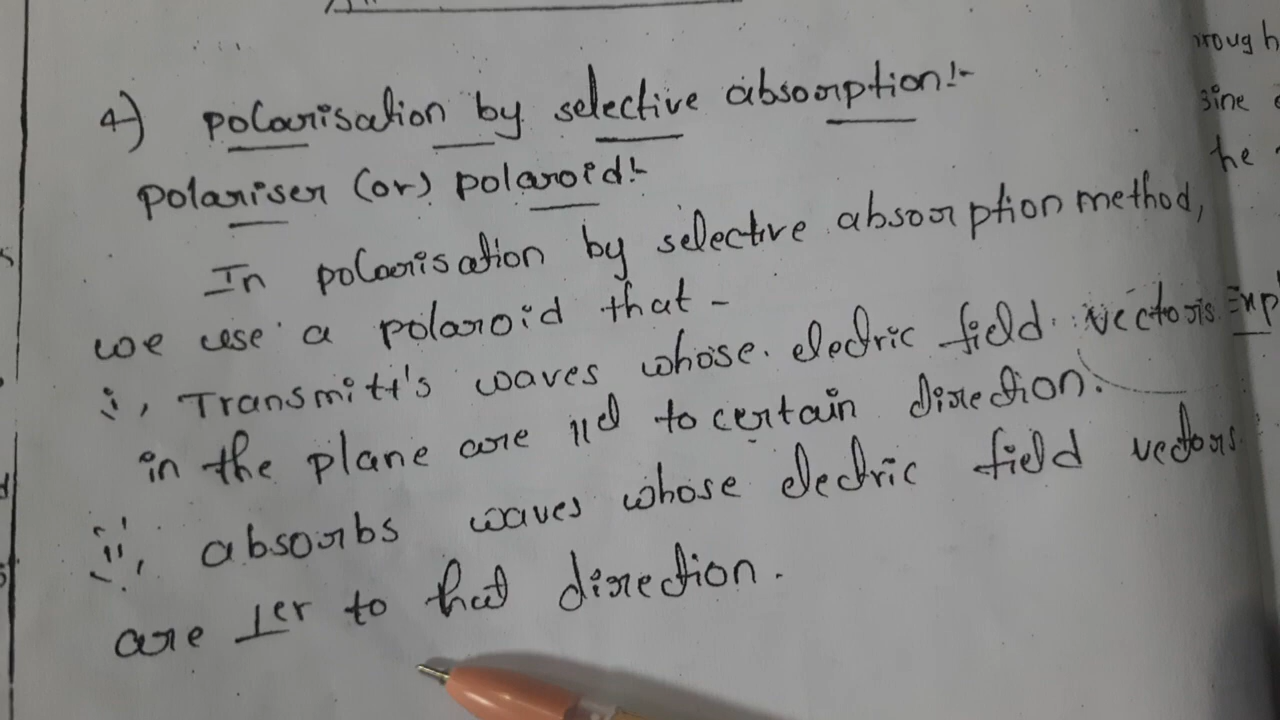 4) polarisation by selective absorption:-
polariser (or) polaroid:-
In polarisation by selective absorption method,
we use a polaroid that -
i, Transmitt's waves whose electric field vectors
in the plane are ||el to certain direction.
ii, absorbs waves whose electric field vectors
are ⊥er to that direction.